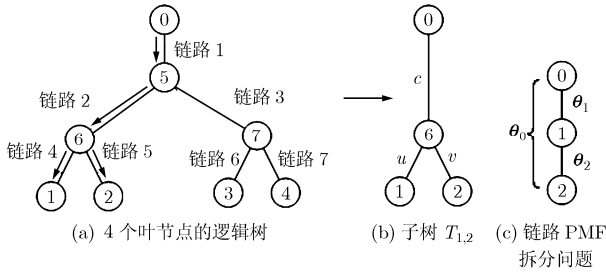 0
链路 1
5
链路 2
链路 3
6
7
链路 4
链路 5
链路 6
链路 7
1
2
3
4
(a) 4 个叶节点的逻辑树
0
c
6
u
v
1
2
(b) 子树 T1,2
0
θ1
θ0
1
θ2
2
(c) 链路 PMF
拆分问题